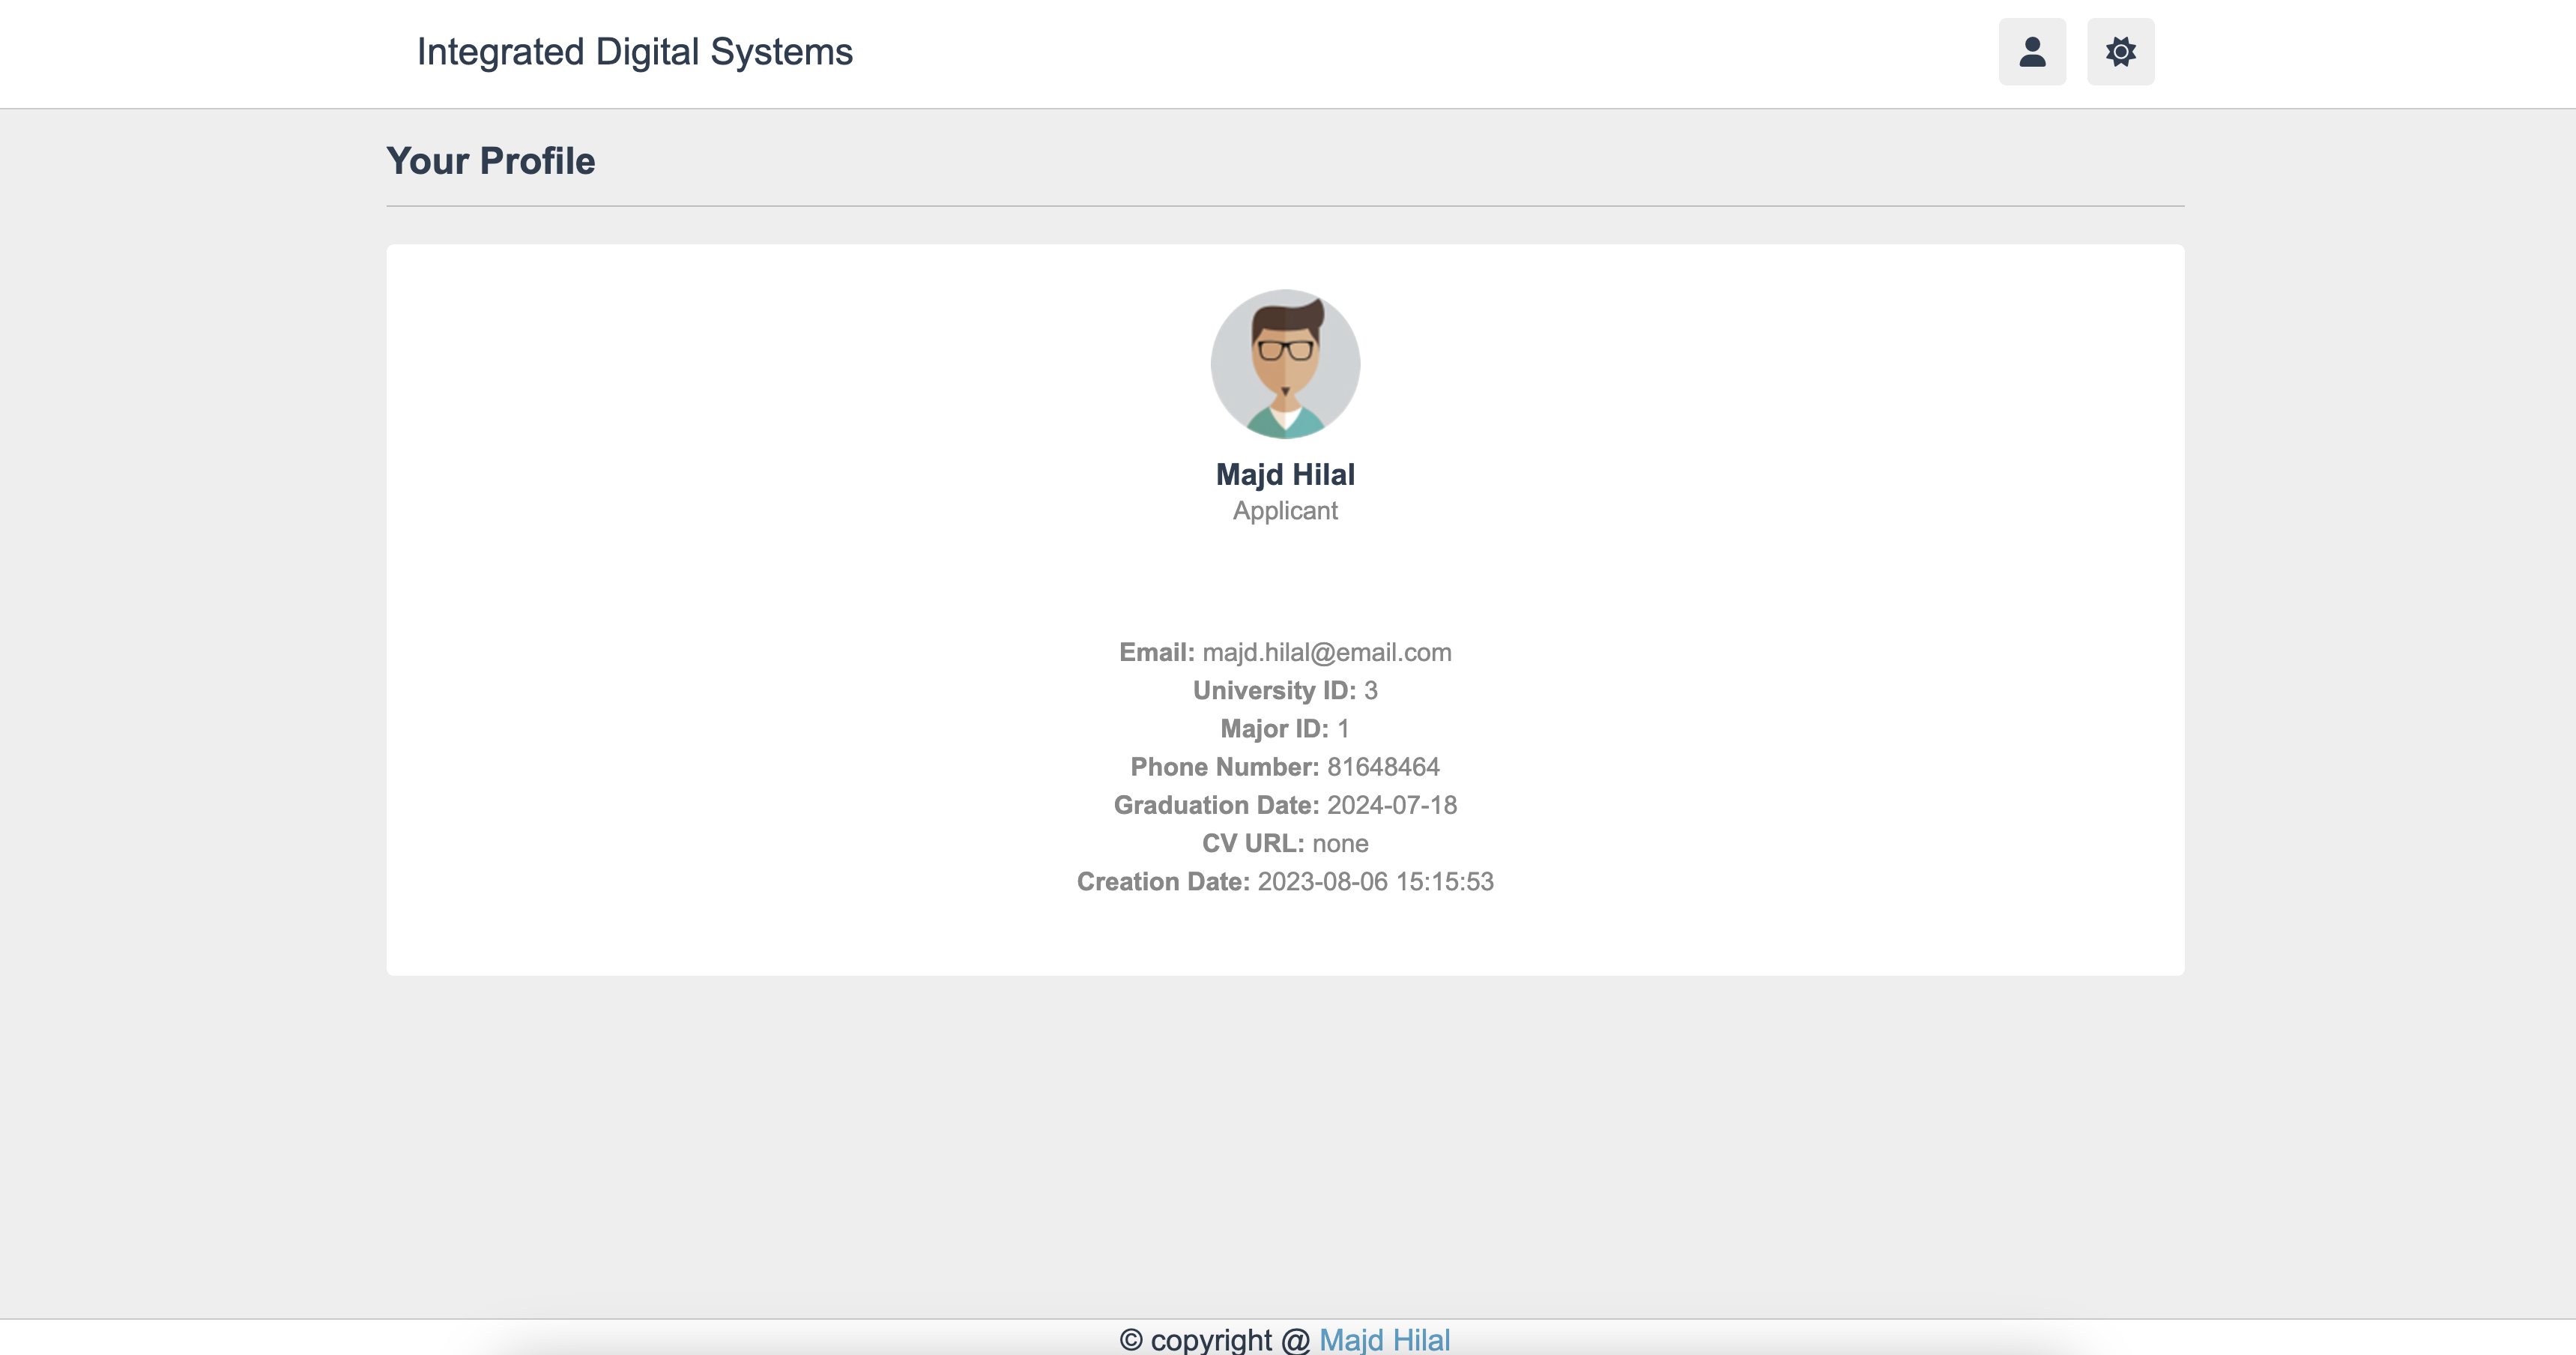 Integrated Digital Systems
Your Profile
Majd Hilal
Applicant
Email: majd.hilal@email.com
University ID: 3
Major ID: 1
Phone Number: 81648464
Graduation Date: 2024-07-18
CV URL: none
Creation Date: 2023-08-06 15:15:53
© copyright @ Majd Hilal